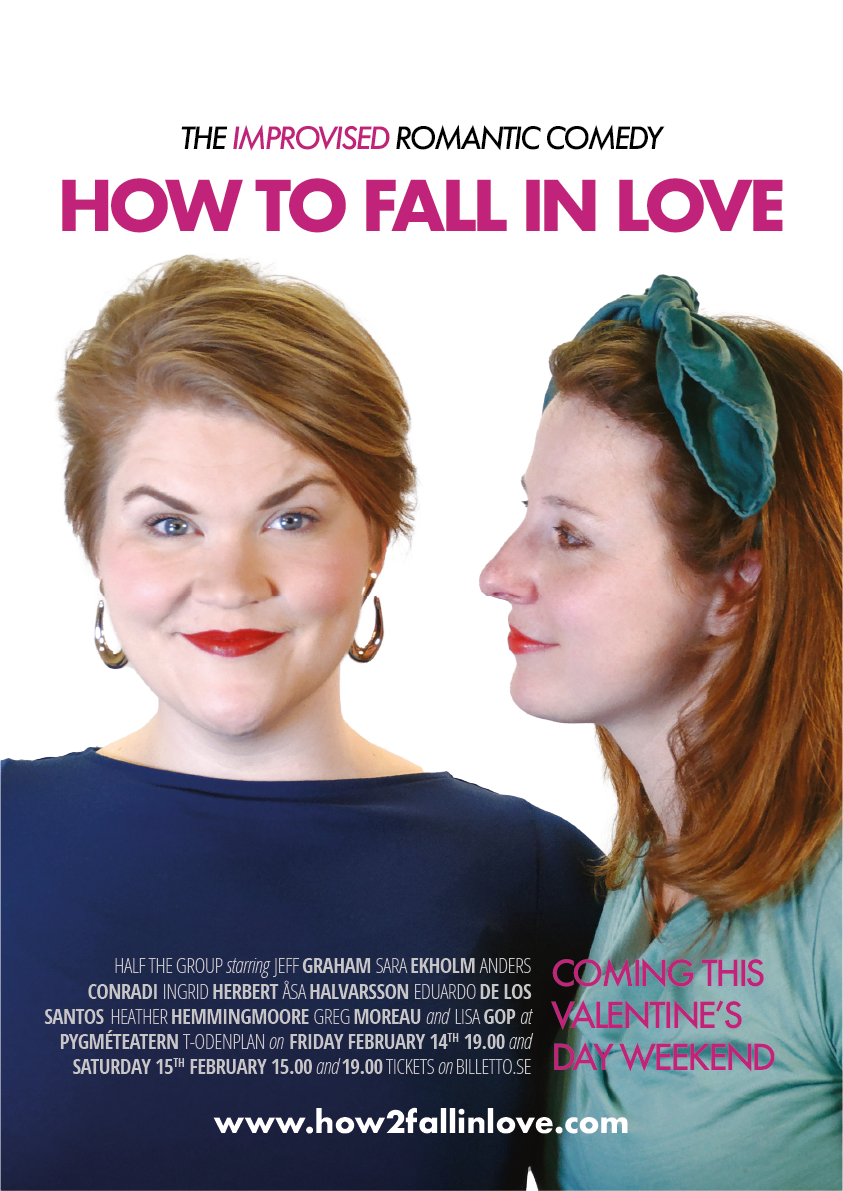 THE IMPROVISED ROMANTIC COMEDY
HOW TO FALL IN LOVE
HALF THE GROUP starring JEFF GRAHAM SARA EKHOLM ANDERS
CONRADI INGRID HERBERT ÅSA HALVARSSON EDUARDO DE LOS
SANTOS HEATHER HEMMINGMOORE GREG MOREAU and LISA GOP at
PYGMÉTEATERN T-ODENPLAN on FRIDAY FEBRUARY 14TH 19.00 and
SATURDAY 15TH FEBRUARY 15.00 and 19.00 TICKETS on BILLETTO.SE
COMING THIS
VALENTINE'S
DAY WEEKEND
www.how2fallinlove.com